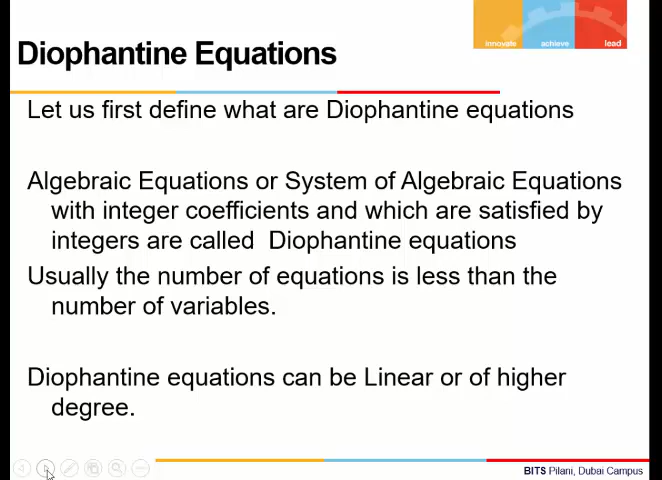 innovate achieve lead
Diophantine Equations
Let us first define what are Diophantine equations
Algebraic Equations or System of Algebraic Equations
with integer coefficients and which are satisfied by
integers are called Diophantine equations
Usually the number of equations is less than the
number of variables.
Diophantine equations can be Linear or of higher
degree.
BITS Pilani, Dubai Campus